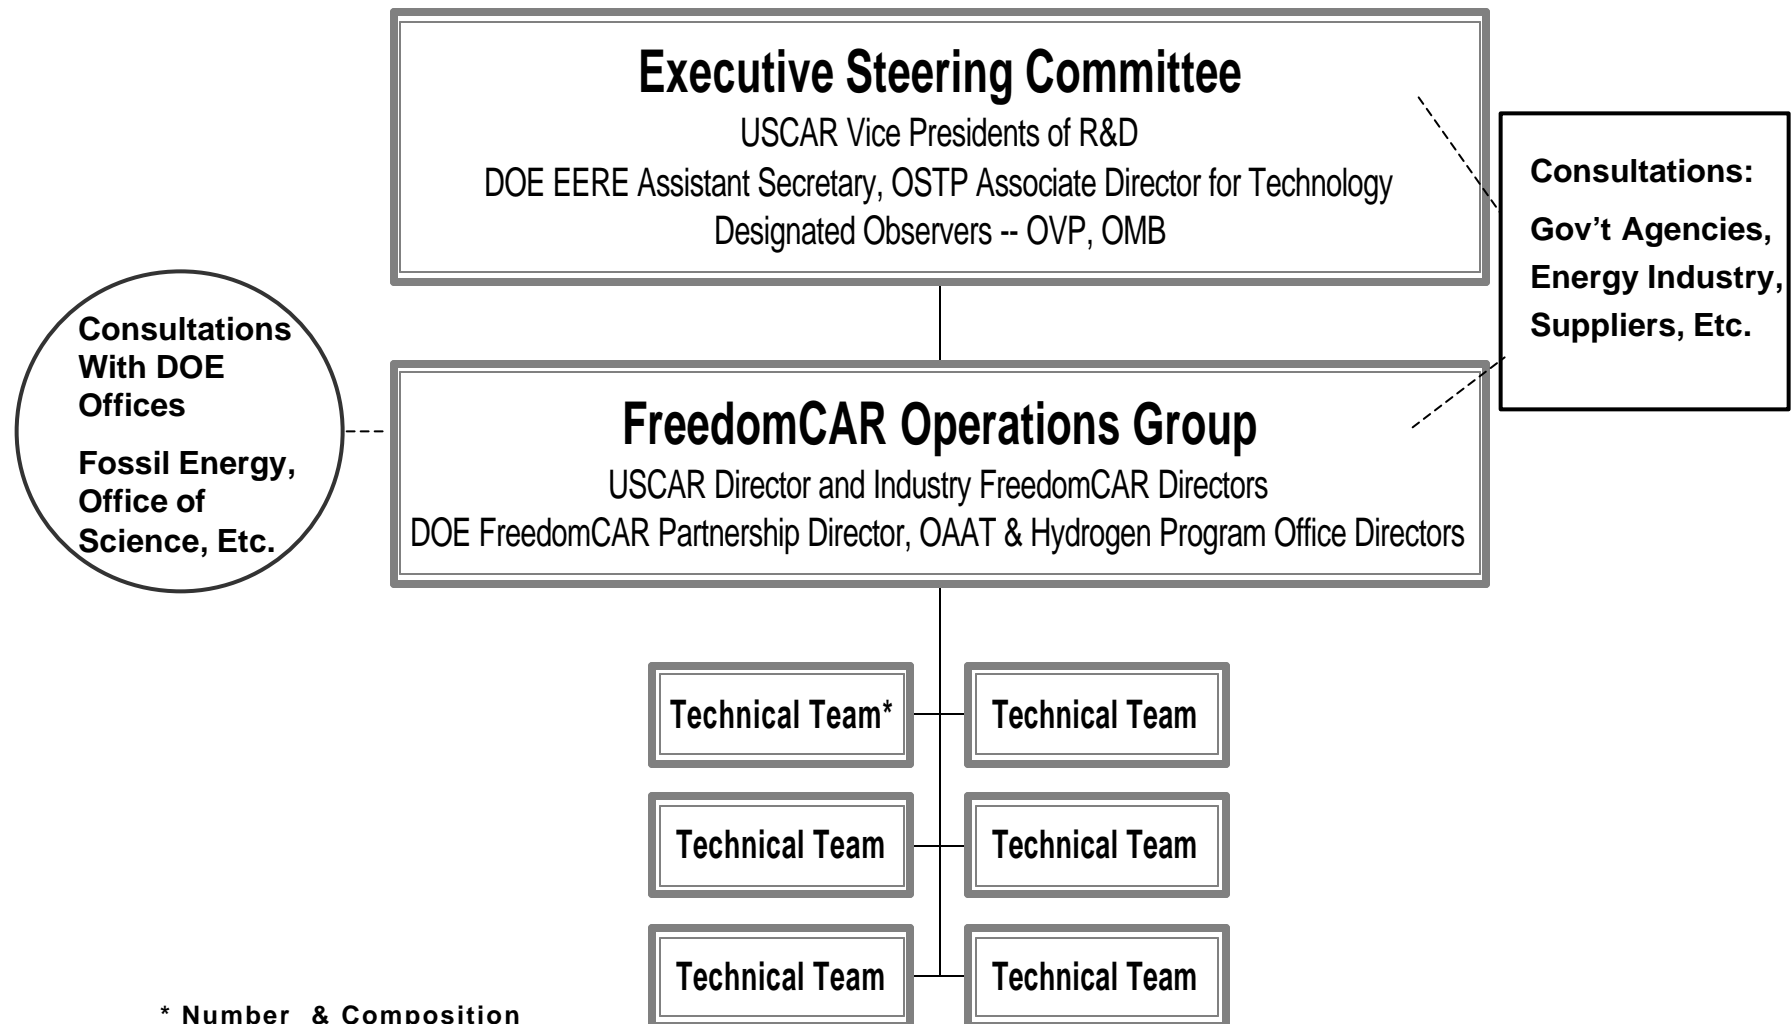 Executive Steering Committee
USCAR Vice Presidents of R&D
DOE EERE Assistant Secretary, OSTP Associate Director for Technology
Designated Observers -- OVP, OMB
Consultations:
Gov't Agencies,
Energy Industry,
Suppliers, Etc.
Consultations
With DOE
Offices
Fossil Energy,
Office of
Science, Etc.
FreedomCAR Operations Group
USCAR Director and Industry FreedomCAR Directors
DOE FreedomCAR Partnership Director, OAAT & Hydrogen Program Office Directors
Technical Team*
Technical Team
Technical Team
Technical Team
Technical Team
Technical Team
* Number & Composition